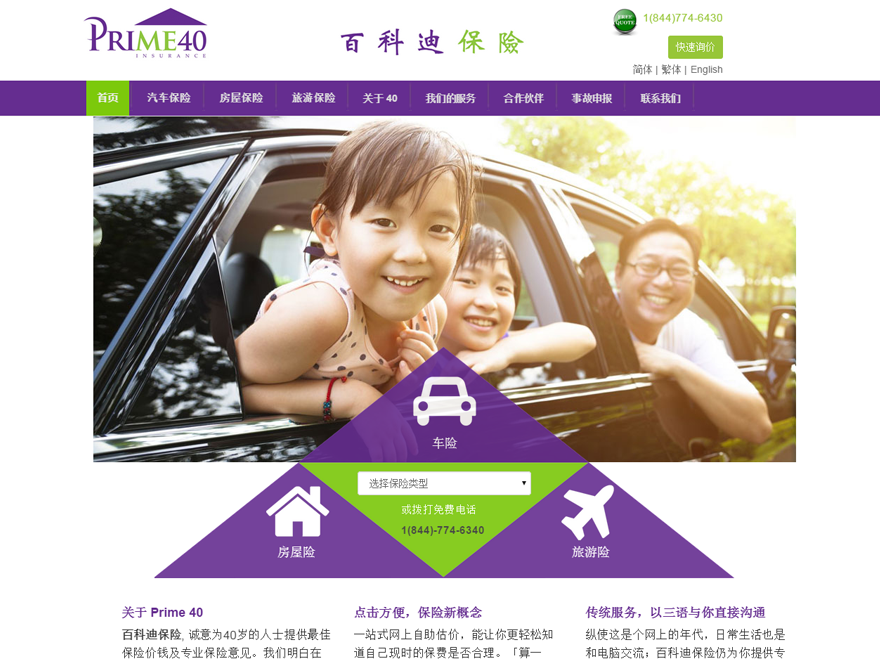 PRIME40
INSURANCE
百科迪保險
FREE
QUOTE
1(844)774-6430
快速询价
简体 | 繁体 | English
首页 汽车保险 房屋保险 旅游保险 关于 40 我们的服务 合作伙伴 事故申报 联系我们
车险
选择保险类型
或拨打免费电话
1(844)-774-6340
房屋险
旅游险
关于 Prime 40
百科迪保险, 诚意为40岁的人士提供最佳
保险价钱及专业保险意见。我们明白在
点击方便，保险新概念
一站式网上自助估价，能让你更轻松知
道自己现时的保费是否合理。「算一
传统服务，以三语与你直接沟通
纵使这是个网上的年代，日常生活也是
和电脑交流；百科迪保险仍为你提供专